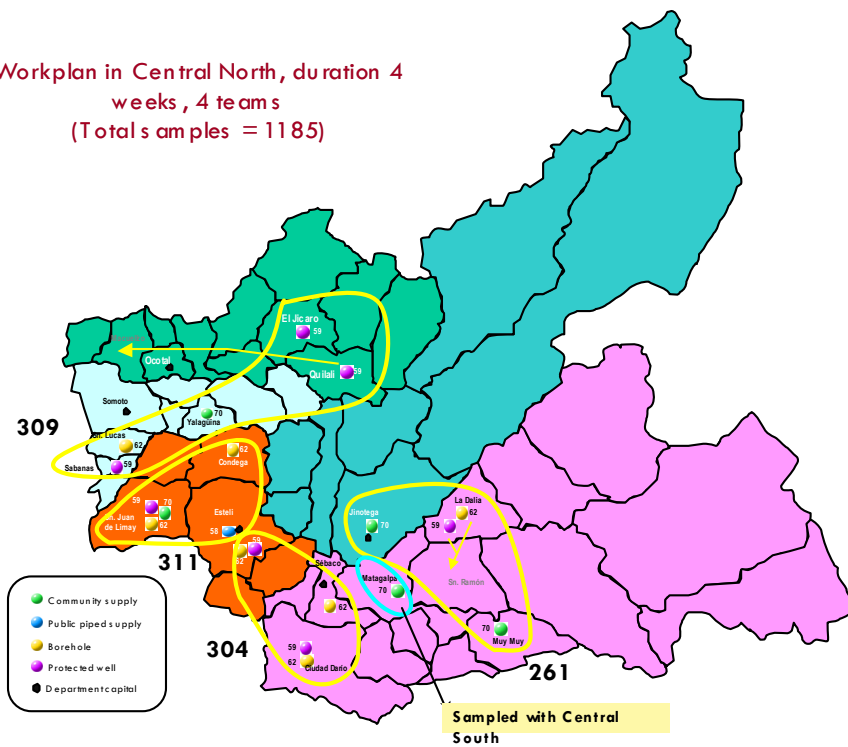 Workplan in Central North, duration 4
weeks, 4 teams
(Total samples = 1185)
El Jicaro
59
Ocotal
Quilali
59
Somoto
70
Yalaguina
309
Sn. Lucas
62
Sabanas
59
62
Condega
59
70
Sn. Juan
de Limay
62
Esteli
58
59
62
311
Jinotega
70
La Dalia
62
59
Sn. Ramón
Sébaco
62
Matagalpa
70
70
Muy Muy
59
62
Ciudad Dario
304
261
Community supply
Public piped supply
Borehole
Protected well
Department capital
Sampled with Central
South